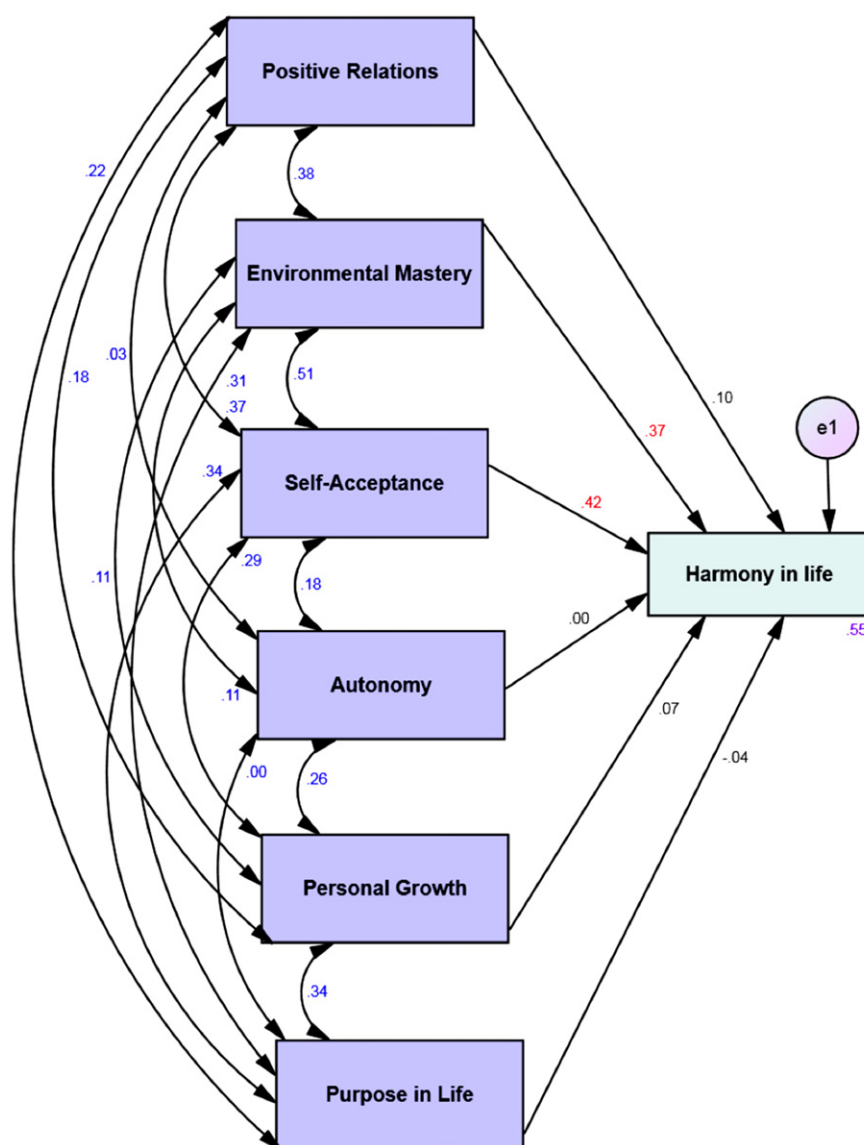 Positive Relations
.22
.38
Environmental Mastery
.03
.18
.31
.51
.37
.10
.37
e1
.34
Self-Acceptance
.42
.11
.29
.18
Harmony in life
.00
.55
Autonomy
.11
.07
.00
.26
-.04
Personal Growth
.34
Purpose in Life